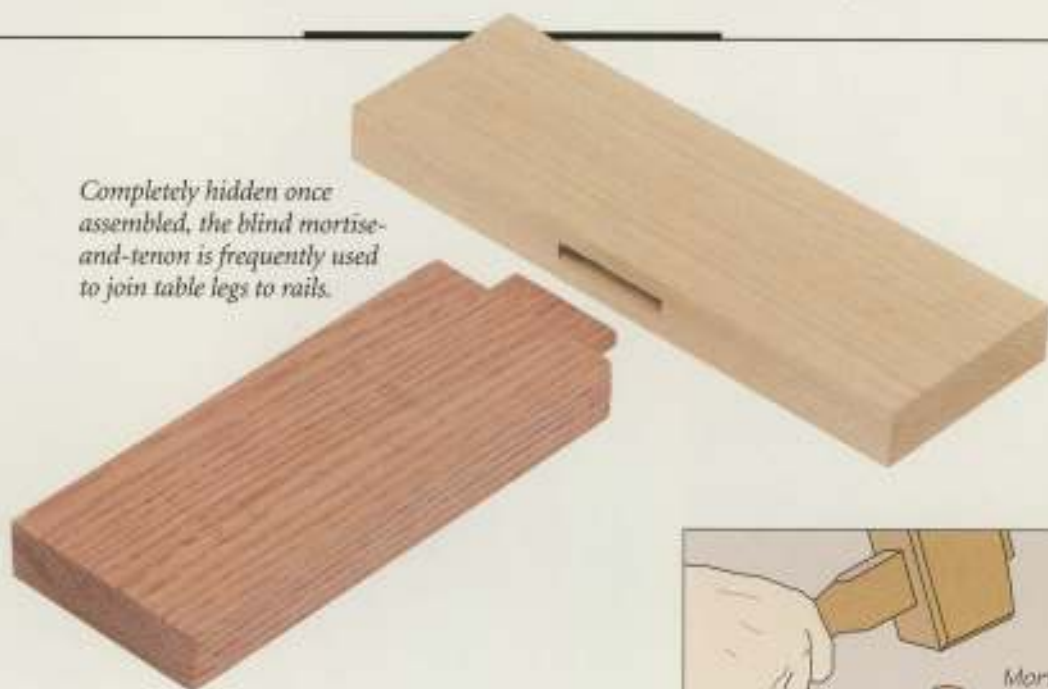 Completely hidden once
assembled, the blind mortise-
and-tenon is frequently used
to join table legs to rails.